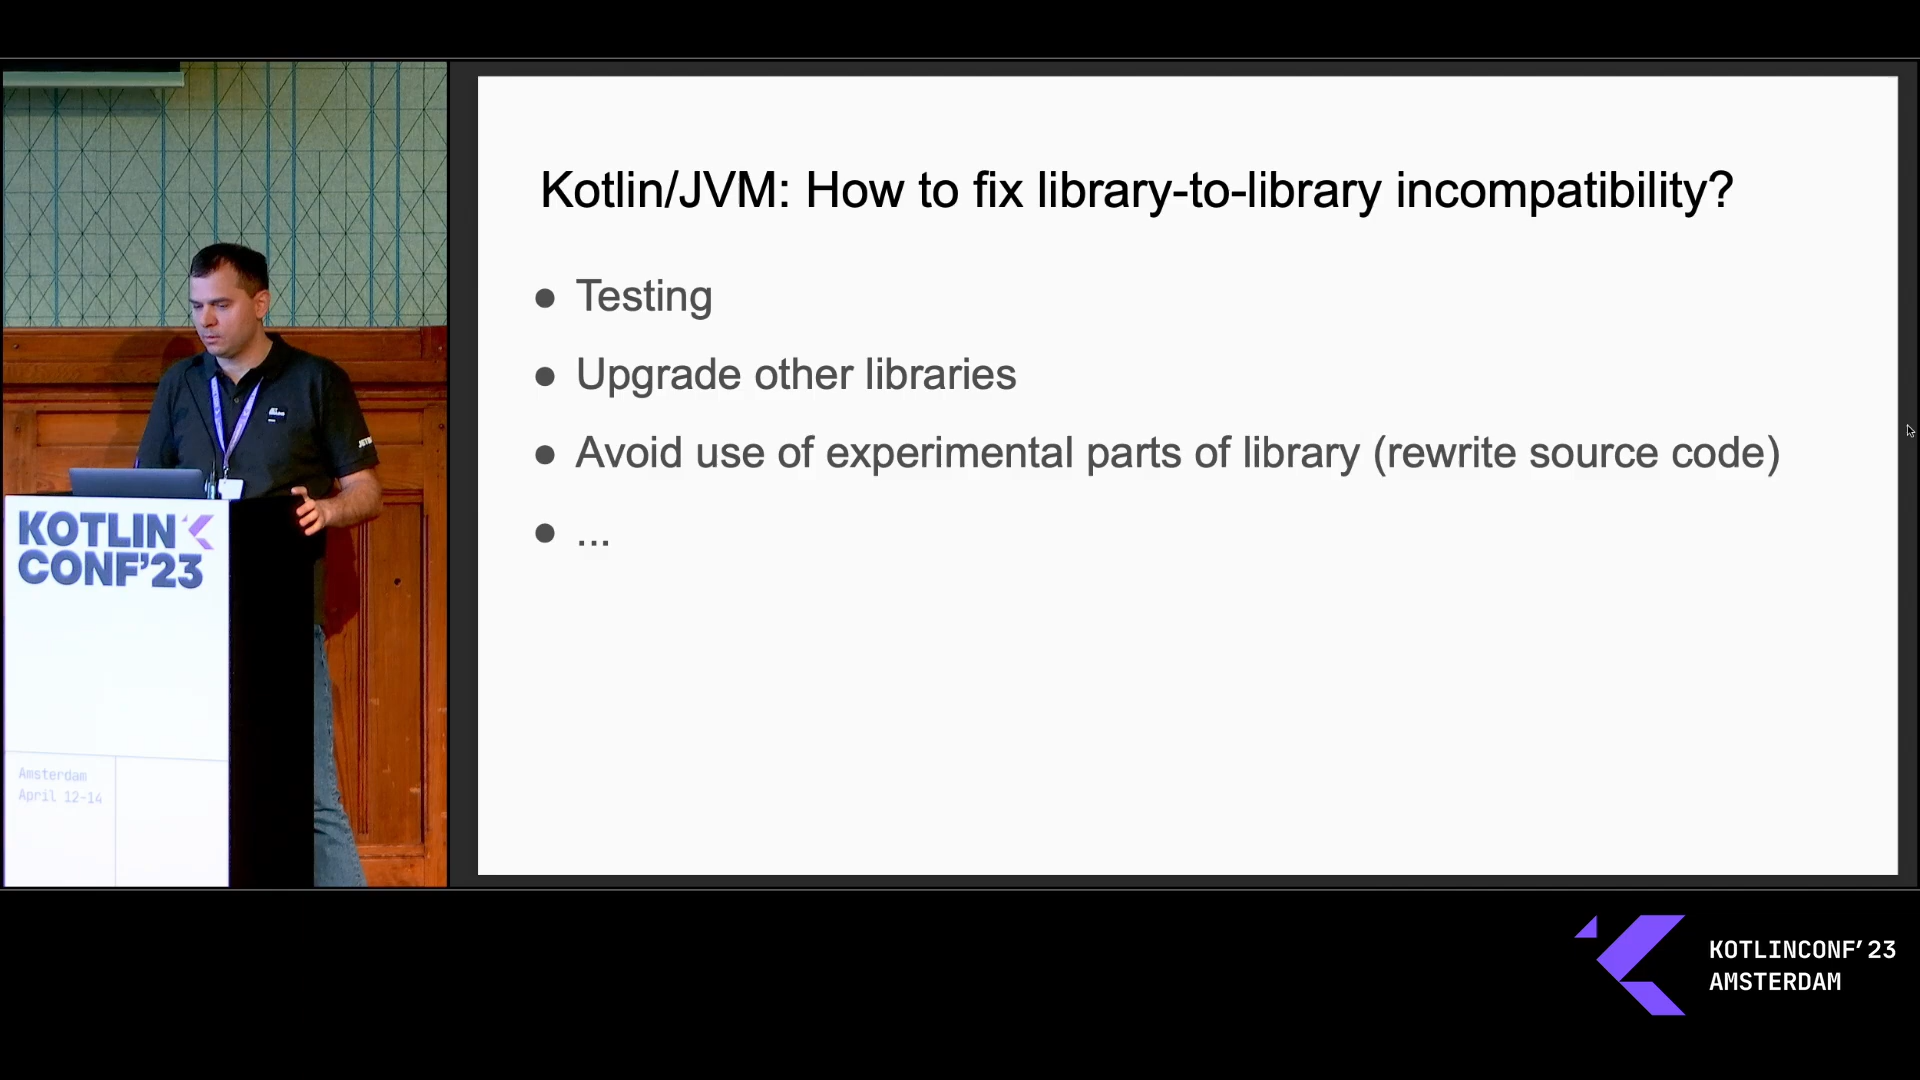 Kotlin/JVM: How to fix library-to-library incompatibility?
● Testing
● Upgrade other libraries
● Avoid use of experimental parts of library (rewrite source code)
● ...
KOTLIN
CONF'23
Amsterdam
April 12-14
KOTLINCONF'23
AMSTERDAM